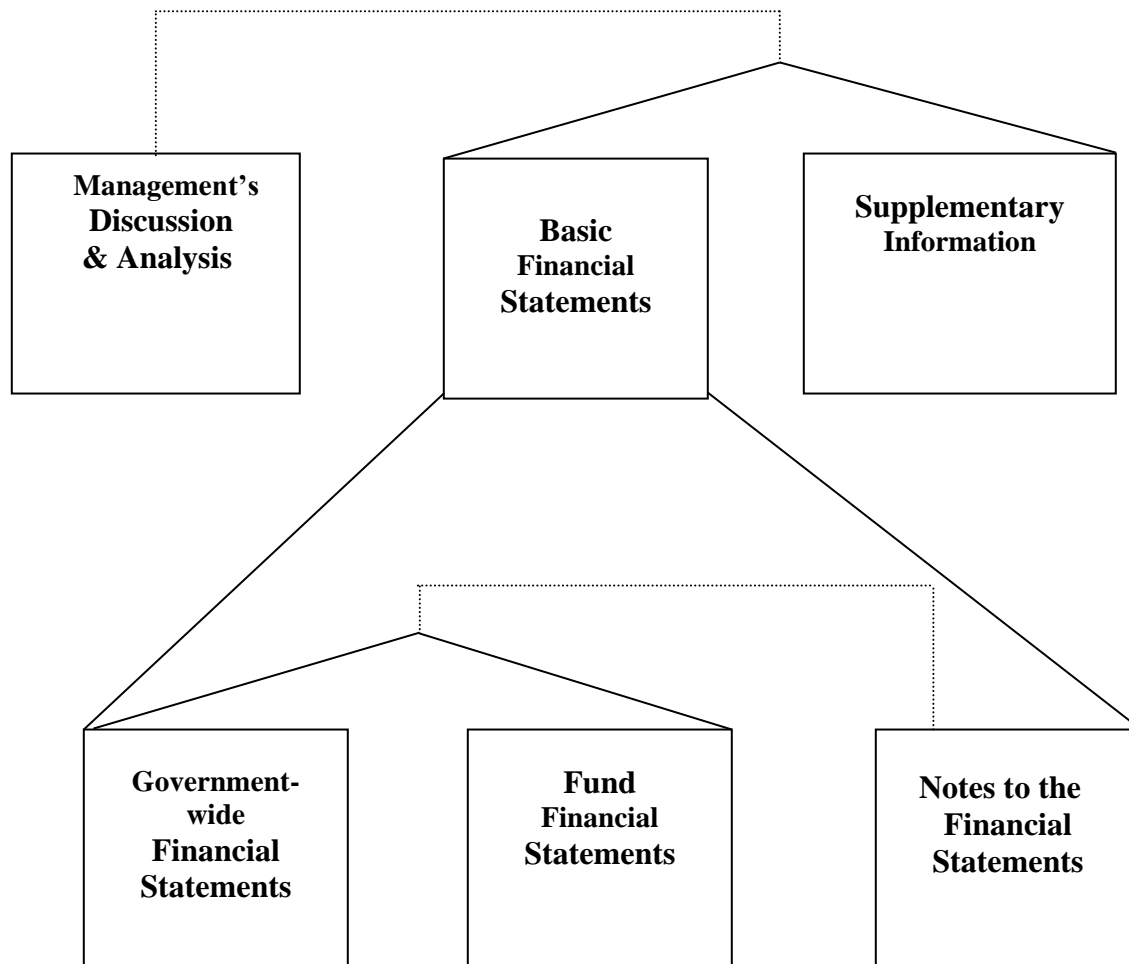 Management’s
Discussion
& Analysis
Basic
Financial
Statements
Supplementary
Information
Government-
wide
Financial
Statements
Fund
Financial
Statements
Notes to the
Financial
Statements